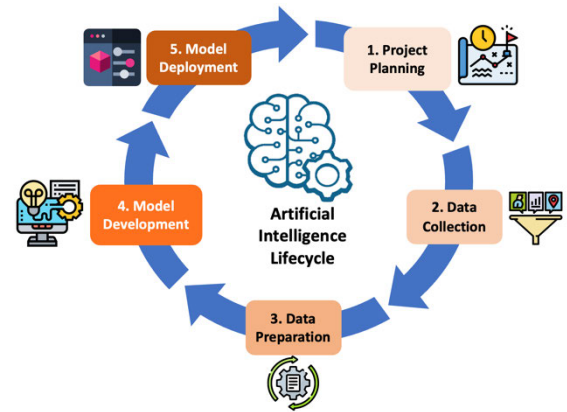 1. Project
Planning
2. Data
Collection
3. Data
Preparation
4. Model
Development
5. Model
Deployment
Artificial
Intelligence
Lifecycle